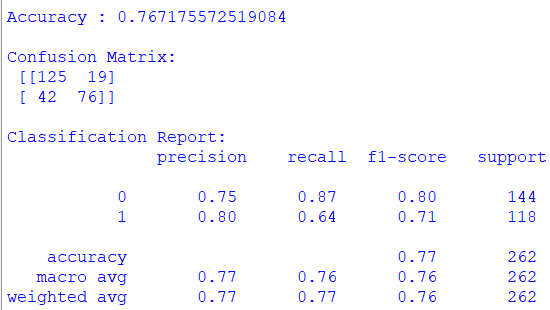 Accuracy : 0.767175572519084
Confusion Matrix:
[[125 19]
[ 42 76]]
Classification Report:
precision recall f1-score support
0 0.75 0.87 0.80 144
1 0.80 0.64 0.71 118
accuracy 0.77 262
macro avg 0.77 0.76 0.76 262
weighted avg 0.77 0.77 0.76 262